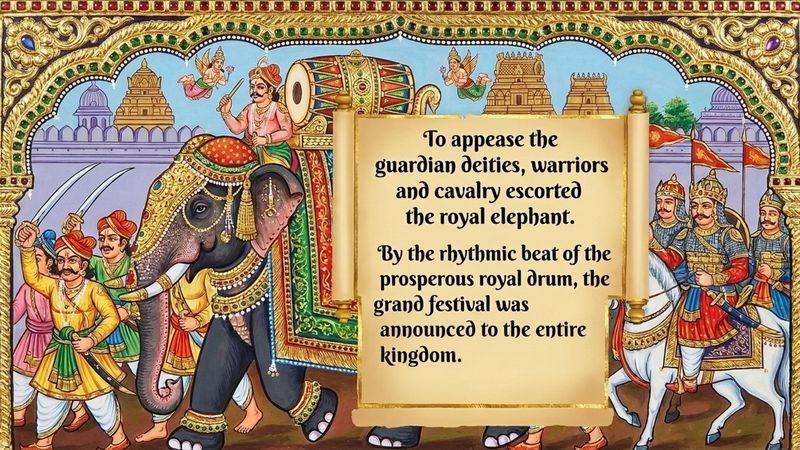 To appease the
guardian deities, warriors
and cavalry escorted
the royal elephant.
By the rhythmic beat of the
prosperous royal drum, the
grand festival was
announced to the entire
kingdom.